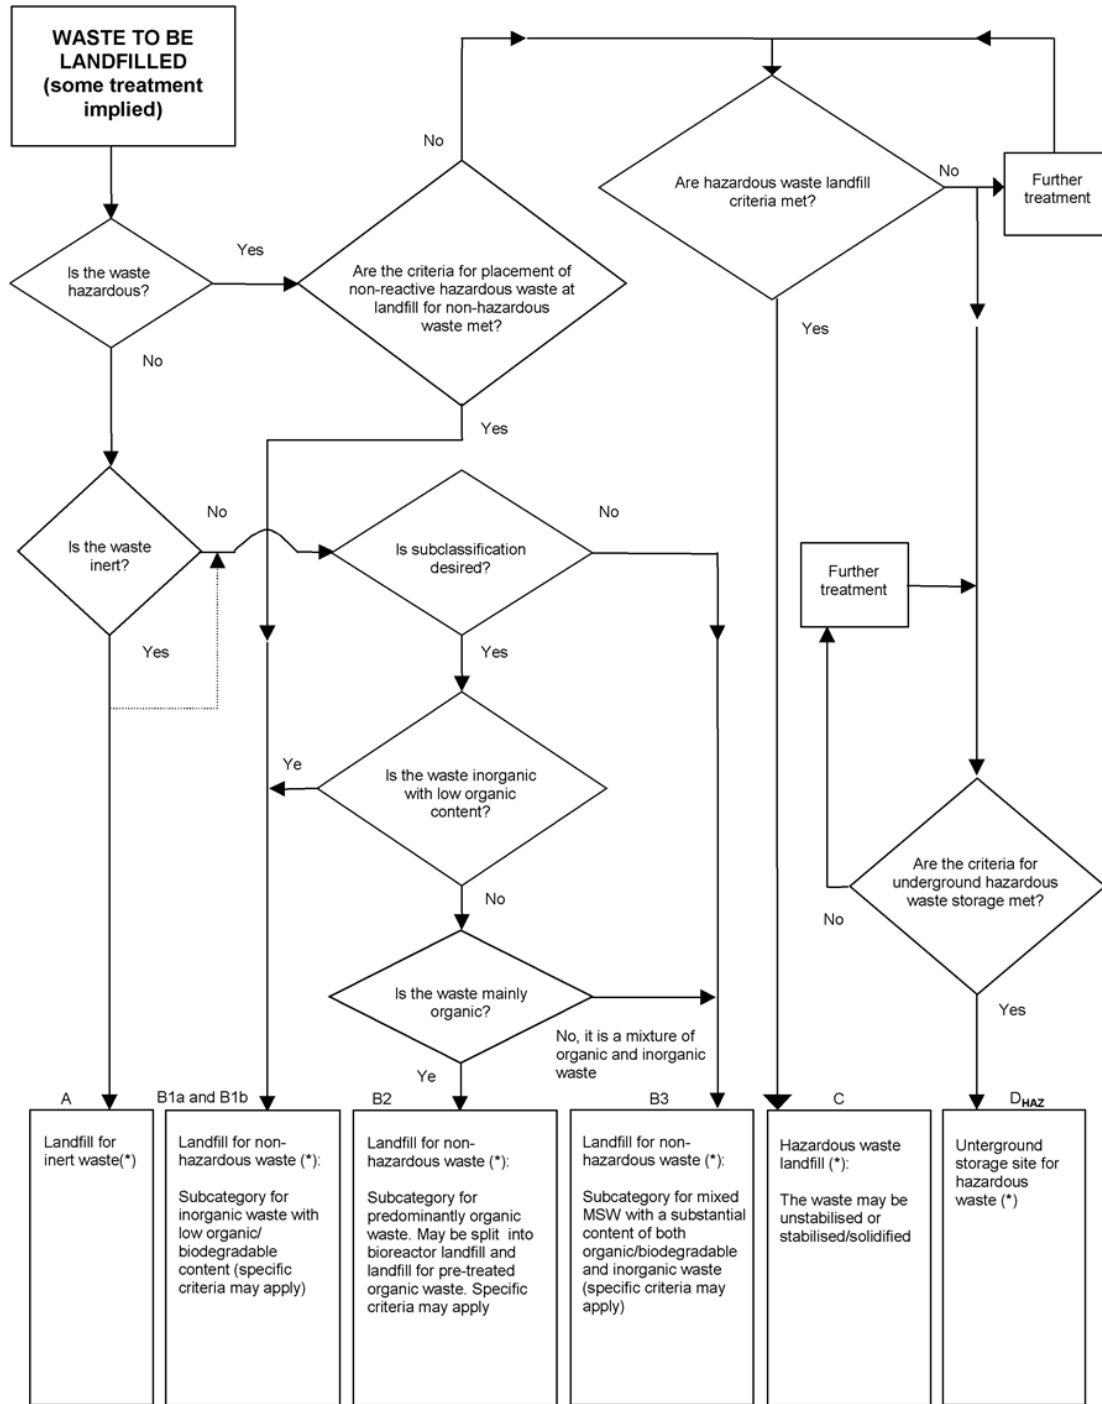 WASTE TO BE
LANDFILLED
(some treatment
implied)
No
Are hazardous waste landfill
criteria met?
No
Further
treatment
Is the waste
hazardous?
Yes
Are the criteria for placement of
non-reactive hazardous waste at
landfill for non-hazardous
waste met?
Yes
No
Yes
Is the waste
inert?
No
Is subclassification
desired?
No
Further
treatment
Yes
Yes
Ye
Is the waste inorganic
with low organic
content?
Are the criteria for
underground hazardous
waste storage met?
No
No
Is the waste mainly
organic?
Yes
No, it is a mixture of
organic and inorganic
waste
Ye
A
B1a and B1b
B2
B3
C
DHAZ
Landfill for
inert waste(*)
Landfill for non-
hazardous waste (*):
Subcategory for
inorganic waste with
low organic/
biodegradable
content (specific
criteria may apply)
Landfill for non-
hazardous waste (*):
Subcategory for
predominantly organic
waste. May be split into
bioreactor landfill and
landfill for pre-treated
organic waste. Specific
criteria may apply
Landfill for non-
hazardous waste (*):
Subcategory for mixed
MSW with a substantial
content of both
organic/biodegradable
and inorganic waste
(specific criteria may
apply)
Hazardous waste
landfill (*):
The waste may be
unstabilised or
stabilised/solidified
Unterground
storage site for
hazardous
waste (*)